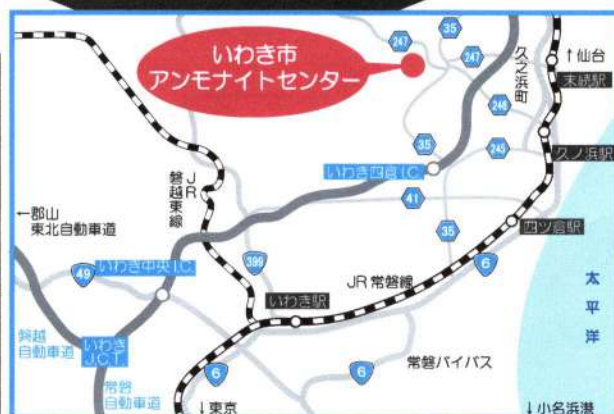 いわき市
アンモナイトセンター
247
35
247
久之浜町
↑仙台
末続駅
246
久ノ浜駅
35
245
いわき四倉I.C.
JR
磐越東線
41
四ツ倉駅
←郡山
東北自動車道
49
いわき中央I.C.
399
35
6
JR常磐線
いわき駅
太平洋
磐越
自動車道
いわき
J.C.T.
常磐バイパス
6
6
常磐
自動車道
↓東京
↓小名浜港